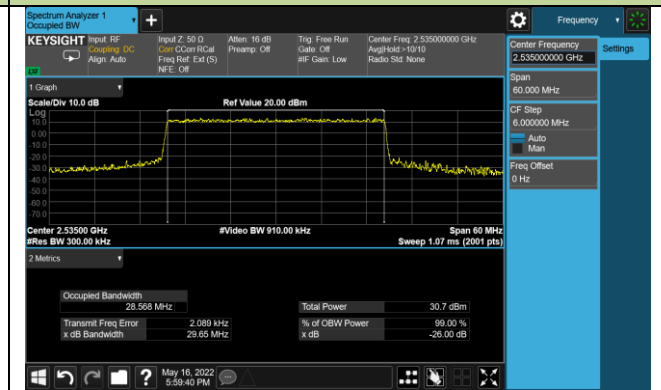 Spectrum Analyzer 1
Occupied BW
+
Frequency
KEYSIGHT
Input: RF
Coupling: DC
Align: Auto
Input Z: 50 Ω
Corr CCorr RCal
Freq Ref: Ext (S)
NFE: Off
Atten: 16 dB
Preamp: Off
Trig: Free Run
Gate: Off
#IF Gain: Low
Center Freq: 2.535000000 GHz
Avg|Hold:>10/10
Radio Std: None
Center Frequency
2.535000000 GHz
Settings
Span
60.000 MHz
CF Step
6.000000 MHz
Auto
Man
Freq Offset
0 Hz
1 Graph
Scale/Div 10.0 dB
Ref Value 20.00 dBm
Log
10.0
0.00
-10.0
-20.0
-30.0
-40.0
-50.0
-60.0
-70.0
Center 2.53500 GHz
#Video BW 910.00 kHz
Span 60 MHz
#Res BW 300.00 kHz
Sweep 1.07 ms (2001 pts)
2 Metrics
Occupied Bandwidth
28.568 MHz
Total Power
30.7 dBm
Transmit Freq Error
2.089 kHz
% of OBW Power
99.00 %
x dB Bandwidth
29.65 MHz
x dB
-26.00 dB
?
May 16, 2022
5:59:40 PM